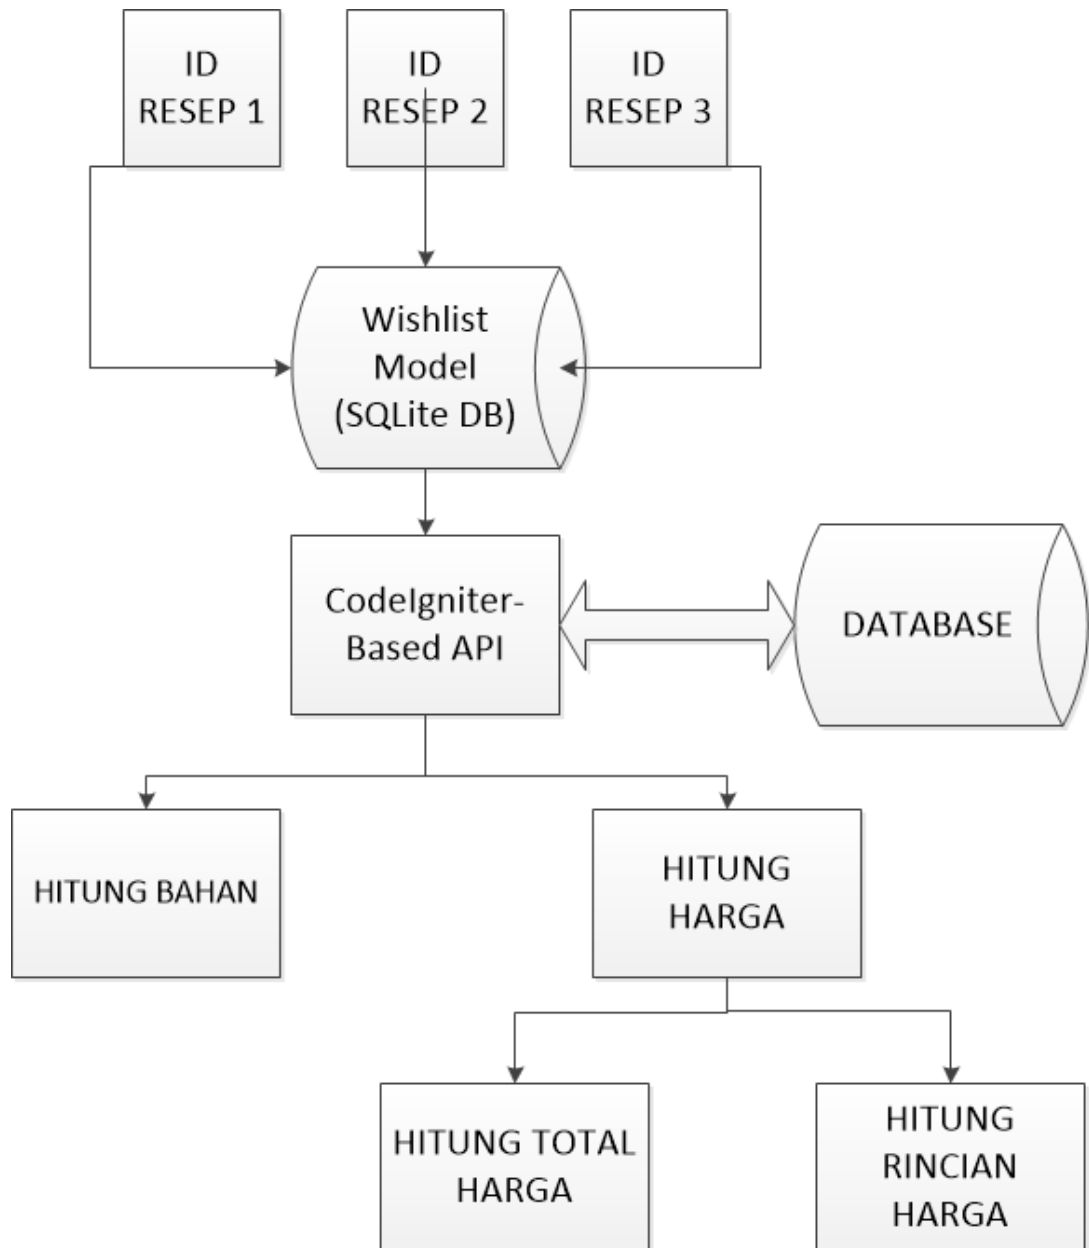 ID
RESEP 1
ID
RESEP 2
ID
RESEP 3
Wishlist
Model
(SQLite DB)
CodeIgniter-
Based API
DATABASE
HITUNG BAHAN
HITUNG
HARGA
HITUNG TOTAL
HARGA
HITUNG
RINCIAN
HARGA